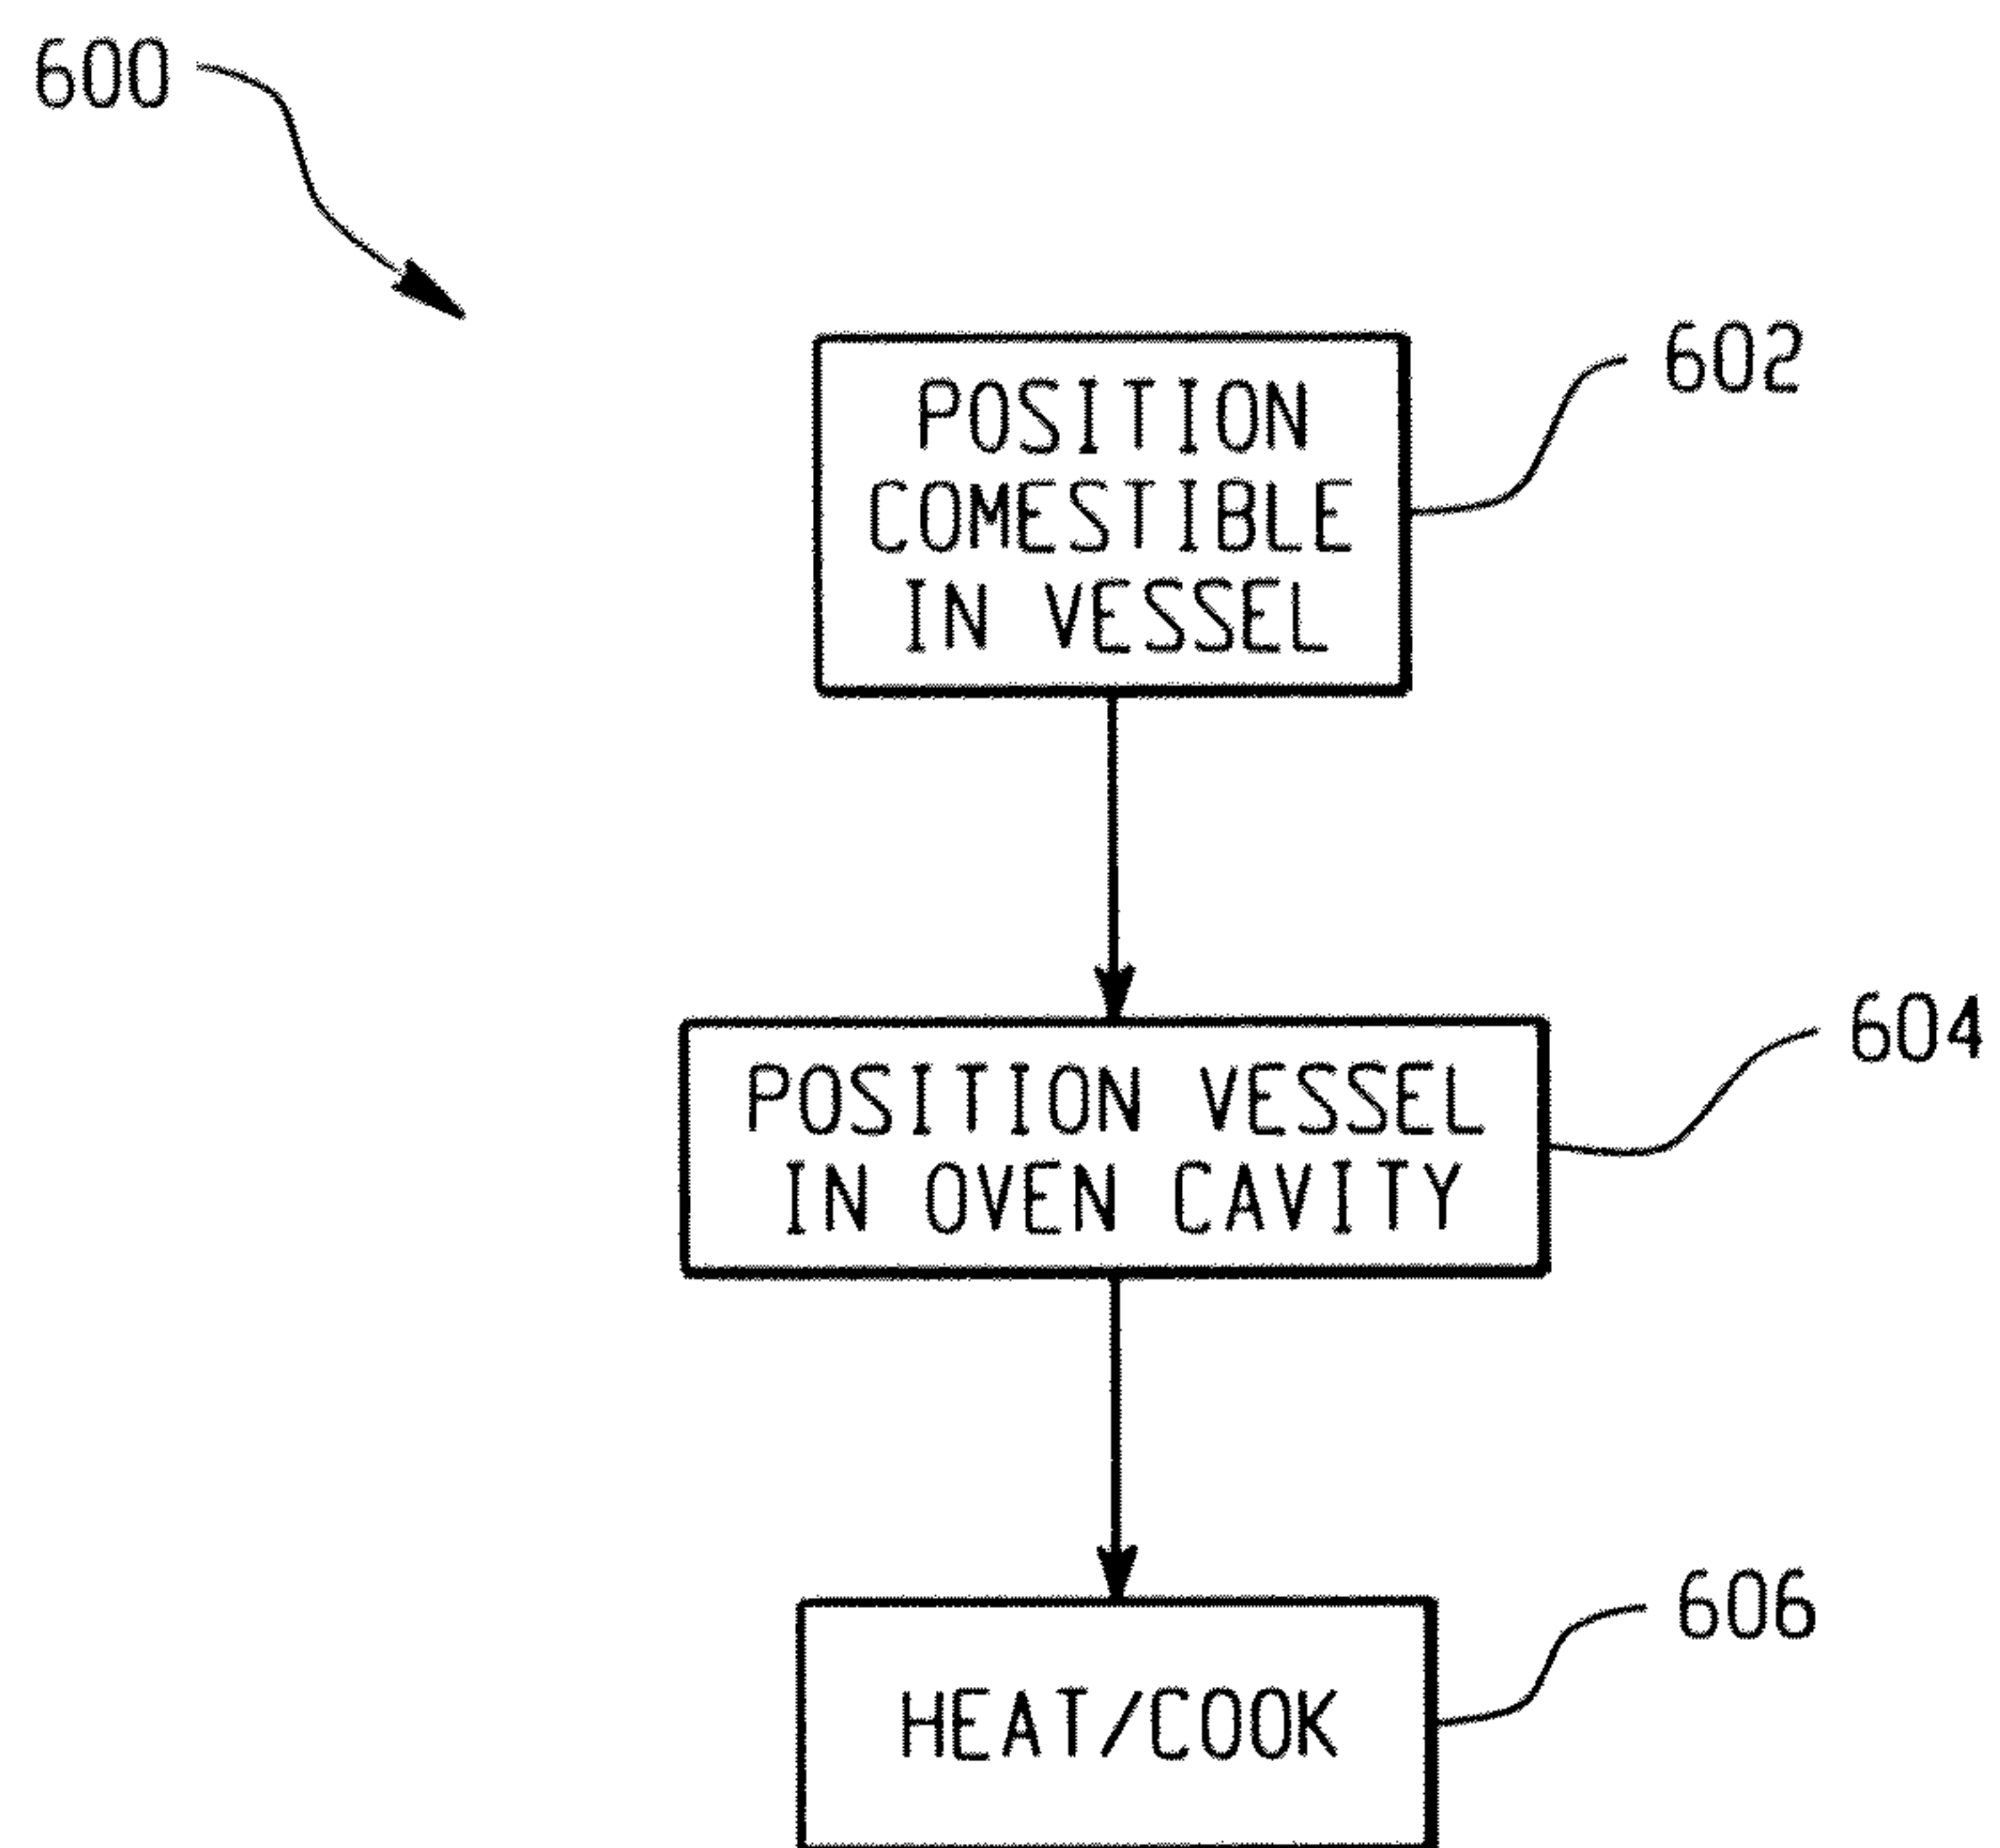 600
POSITION
COMESTIBLE
IN VESSEL
602
POSITION VESSEL
IN OVEN CAVITY
604
HEAT/COOK
606